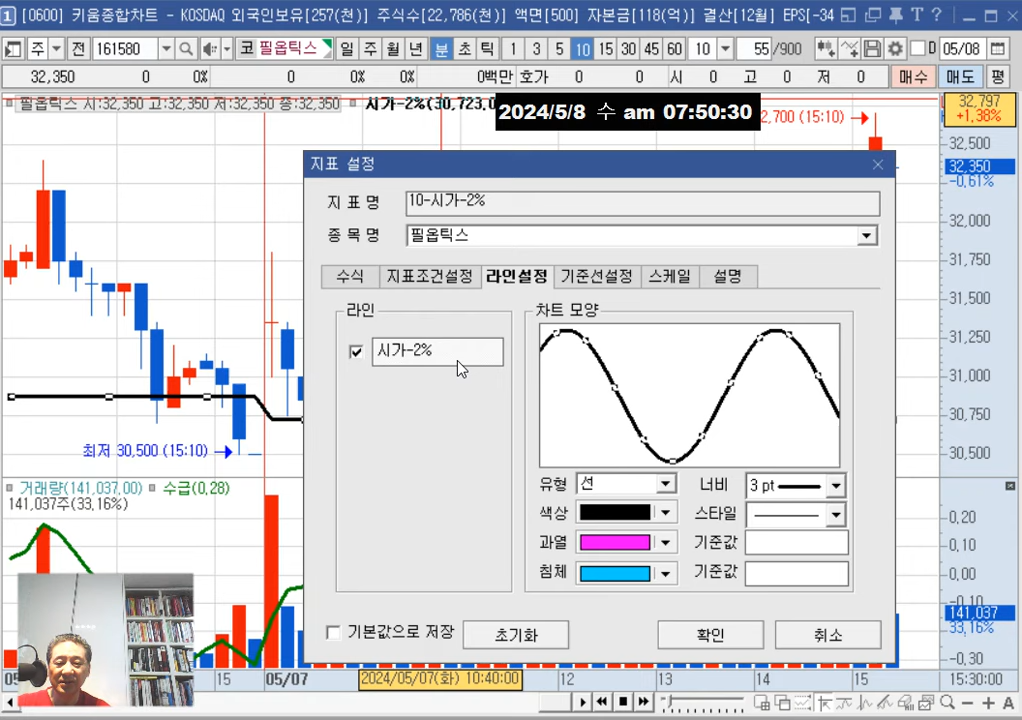 1 [0600] 키움종합차트 - KOSDAQ 외국인보유[257(천)] 주식수[22,786(천)] 액면[500] 자본금[118(억)] 결산[12월] EPS[-34
주 전 161580 코 필옵틱스 일 주 월 년 분 초 틱 1 3 5 10 15 30 45 60 10 55 /900 D 05/08
32,350 0 0% 0 0% 0% 0백만 호가 0 0 시 0 고 0 저 0 매수 매도 평
필옵틱스 시:32,350 고:32,350 저:32,350 종:32,350 시가-2%(30,723.0
2024/5/8 수 am 07:50:30
2,700 (15:10)
32,797
+1.38%
32,500
32,350
-0.61%
32,000
31,750
31,500
31,250
31,000
30,750
30,500
최저 30,500 (15:10)
지표 설정
지 표 명 10-시가-2%
종 목 명 필옵틱스
수식 지표조건설정 라인설정 기준선설정 스케일 설명
라인
시가-2%
차트 모양
유형 선 너비 3 pt
색상 스타일
과열 기준값
침체 기준값
기본값으로 저장 초기화 확인 취소
거래량(141,037.00) 수급(0.28)
141,037주(33.16%)
0,20
0,10
0,00
-0,10
141,037
33,16%
-0,30
05 15 05/07 2024/05/07(화) 10:40:00 12 13 14 15 15:30:00
A